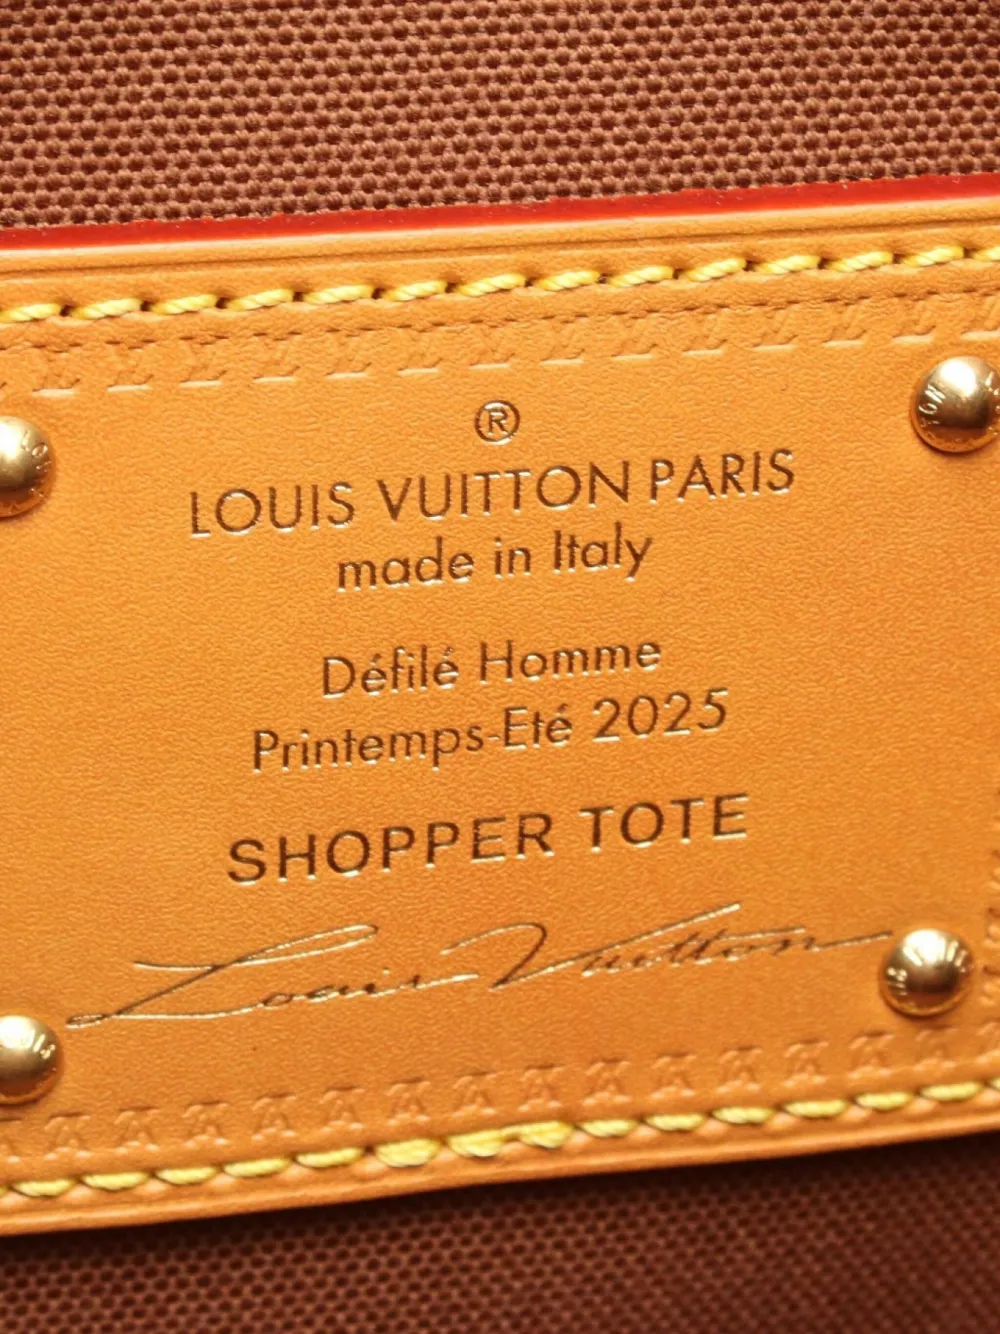 ®
LOUIS VUITTON PARIS
made in Italy
Défilé Homme
Printemps-Eté 2025
SHOPPER TOTE
Louis Vuitton